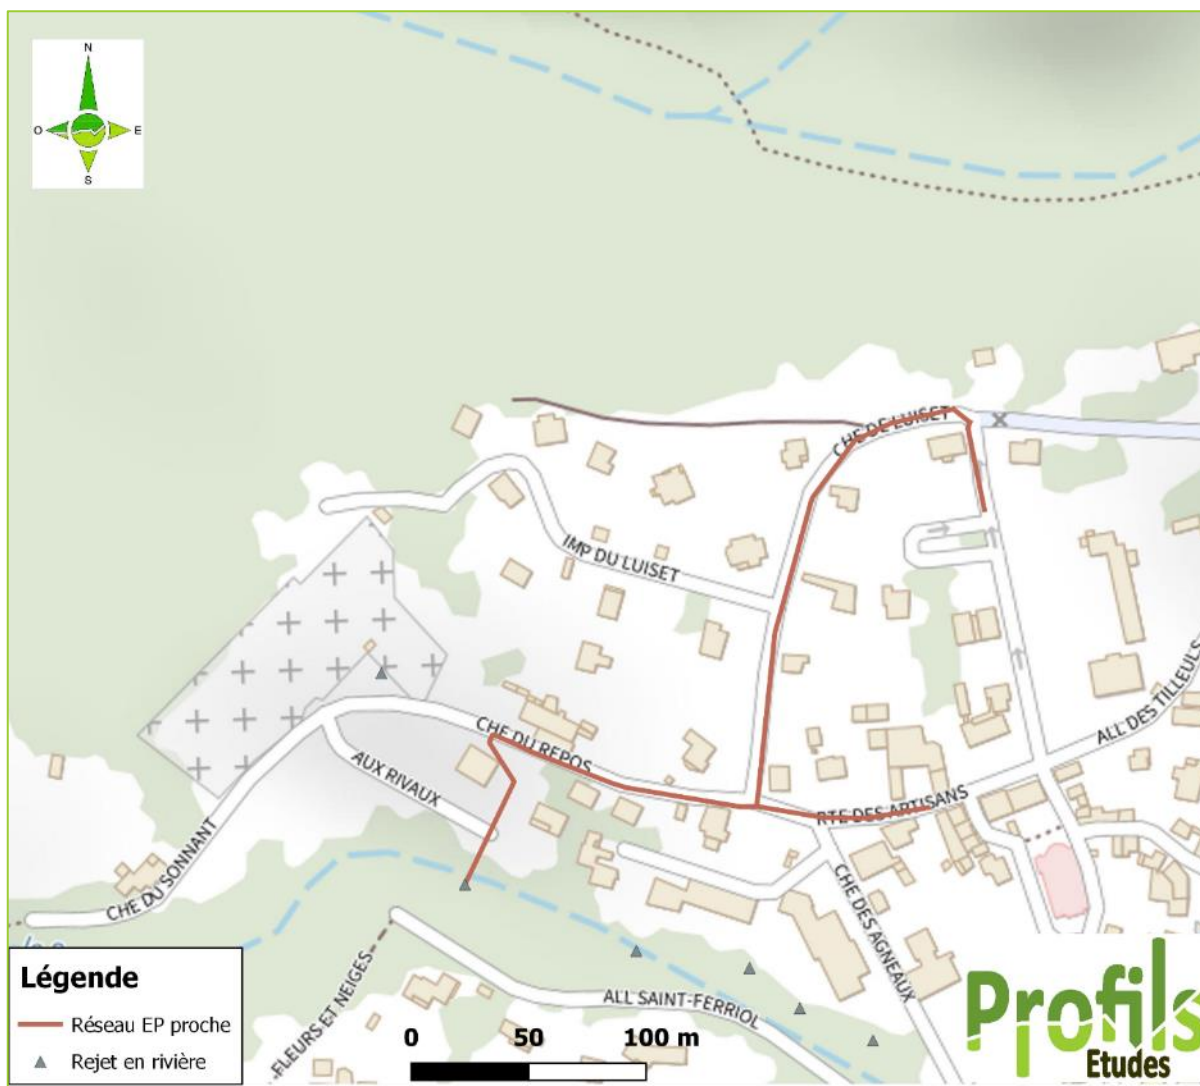 N
O E
S
CHE DE LUISET
IMP DU LUISET
CHE DU REPOS
AUX RIVAUX
ALL DES TILLEULS
RTE DES ARTISANS
CHE DU SONNANT
CHE DES AGNEAUX
FLEURS ET NEIGES
ALL SAINT-FERRIOL
Légende
Réseau EP proche
Rejet en rivière
0 50 100 m
Profils
Etudes